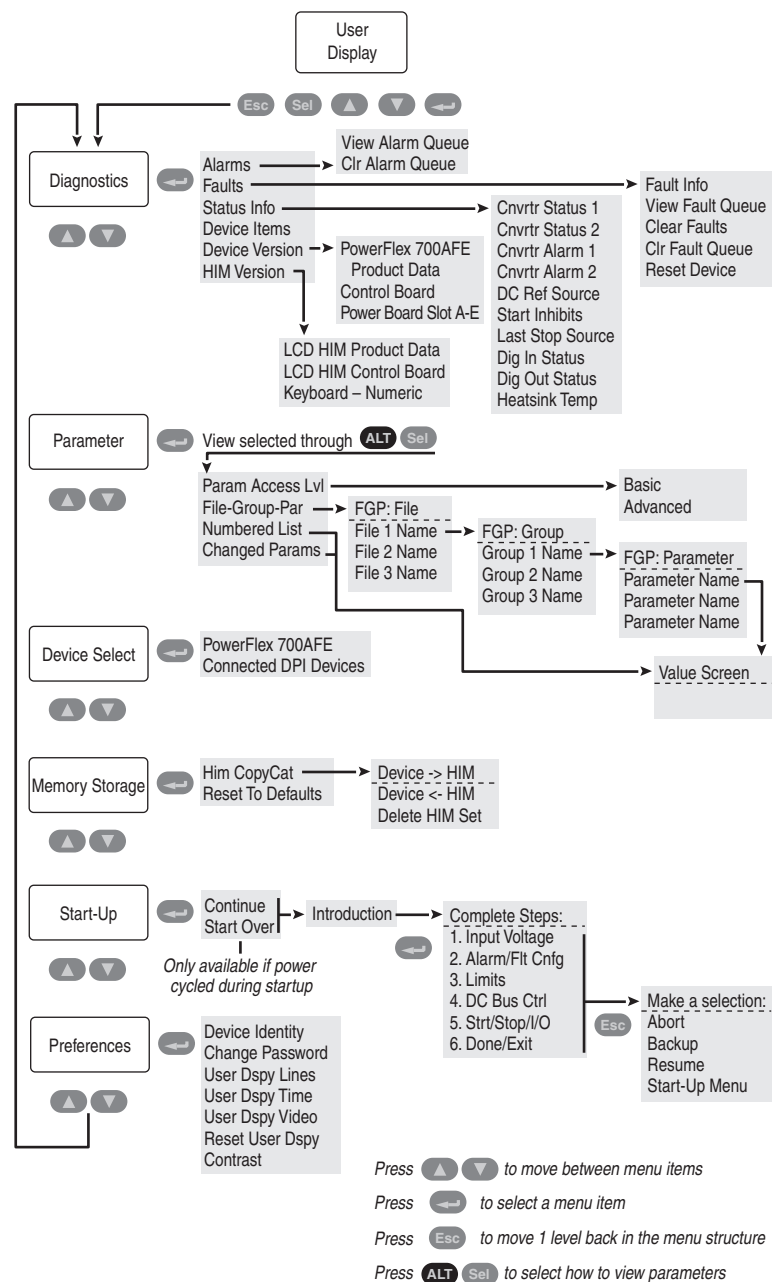 User
Display
Esc Sel
Diagnostics
Alarms
Faults
Status Info
Device Items
Device Version
HIM Version
View Alarm Queue
Clr Alarm Queue
Fault Info
View Fault Queue
Clear Faults
Clr Fault Queue
Reset Device
Cnvrtr Status 1
Cnvrtr Status 2
Cnvrtr Alarm 1
Cnvrtr Alarm 2
DC Ref Source
Start Inhibits
Last Stop Source
Dig In Status
Dig Out Status
Heatsink Temp
PowerFlex 700AFE
Product Data
Control Board
Power Board Slot A-E
LCD HIM Product Data
LCD HIM Control Board
Keyboard – Numeric
Parameter
View selected through ALT Sel
Param Access Lvl
File-Group-Par
Numbered List
Changed Params
Basic
Advanced
FGP: File
File 1 Name
File 2 Name
File 3 Name
FGP: Group
Group 1 Name
Group 2 Name
Group 3 Name
FGP: Parameter
Parameter Name
Parameter Name
Parameter Name
Value Screen
Device Select
PowerFlex 700AFE
Connected DPI Devices
Memory Storage
Him CopyCat
Reset To Defaults
Device -> HIM
Device <- HIM
Delete HIM Set
Start-Up
Continue
Start Over
Only available if power
cycled during startup
Introduction
Complete Steps:
1. Input Voltage
2. Alarm/Flt Cnfg
3. Limits
4. DC Bus Ctrl
5. Strt/Stop/I/O
6. Done/Exit
Esc
Make a selection:
Abort
Backup
Resume
Start-Up Menu
Preferences
Device Identity
Change Password
User Dspy Lines
User Dspy Time
User Dspy Video
Reset User Dspy
Contrast
Press to move between menu items
Press to select a menu item
Press Esc to move 1 level back in the menu structure
Press ALT Sel to select how to view parameters